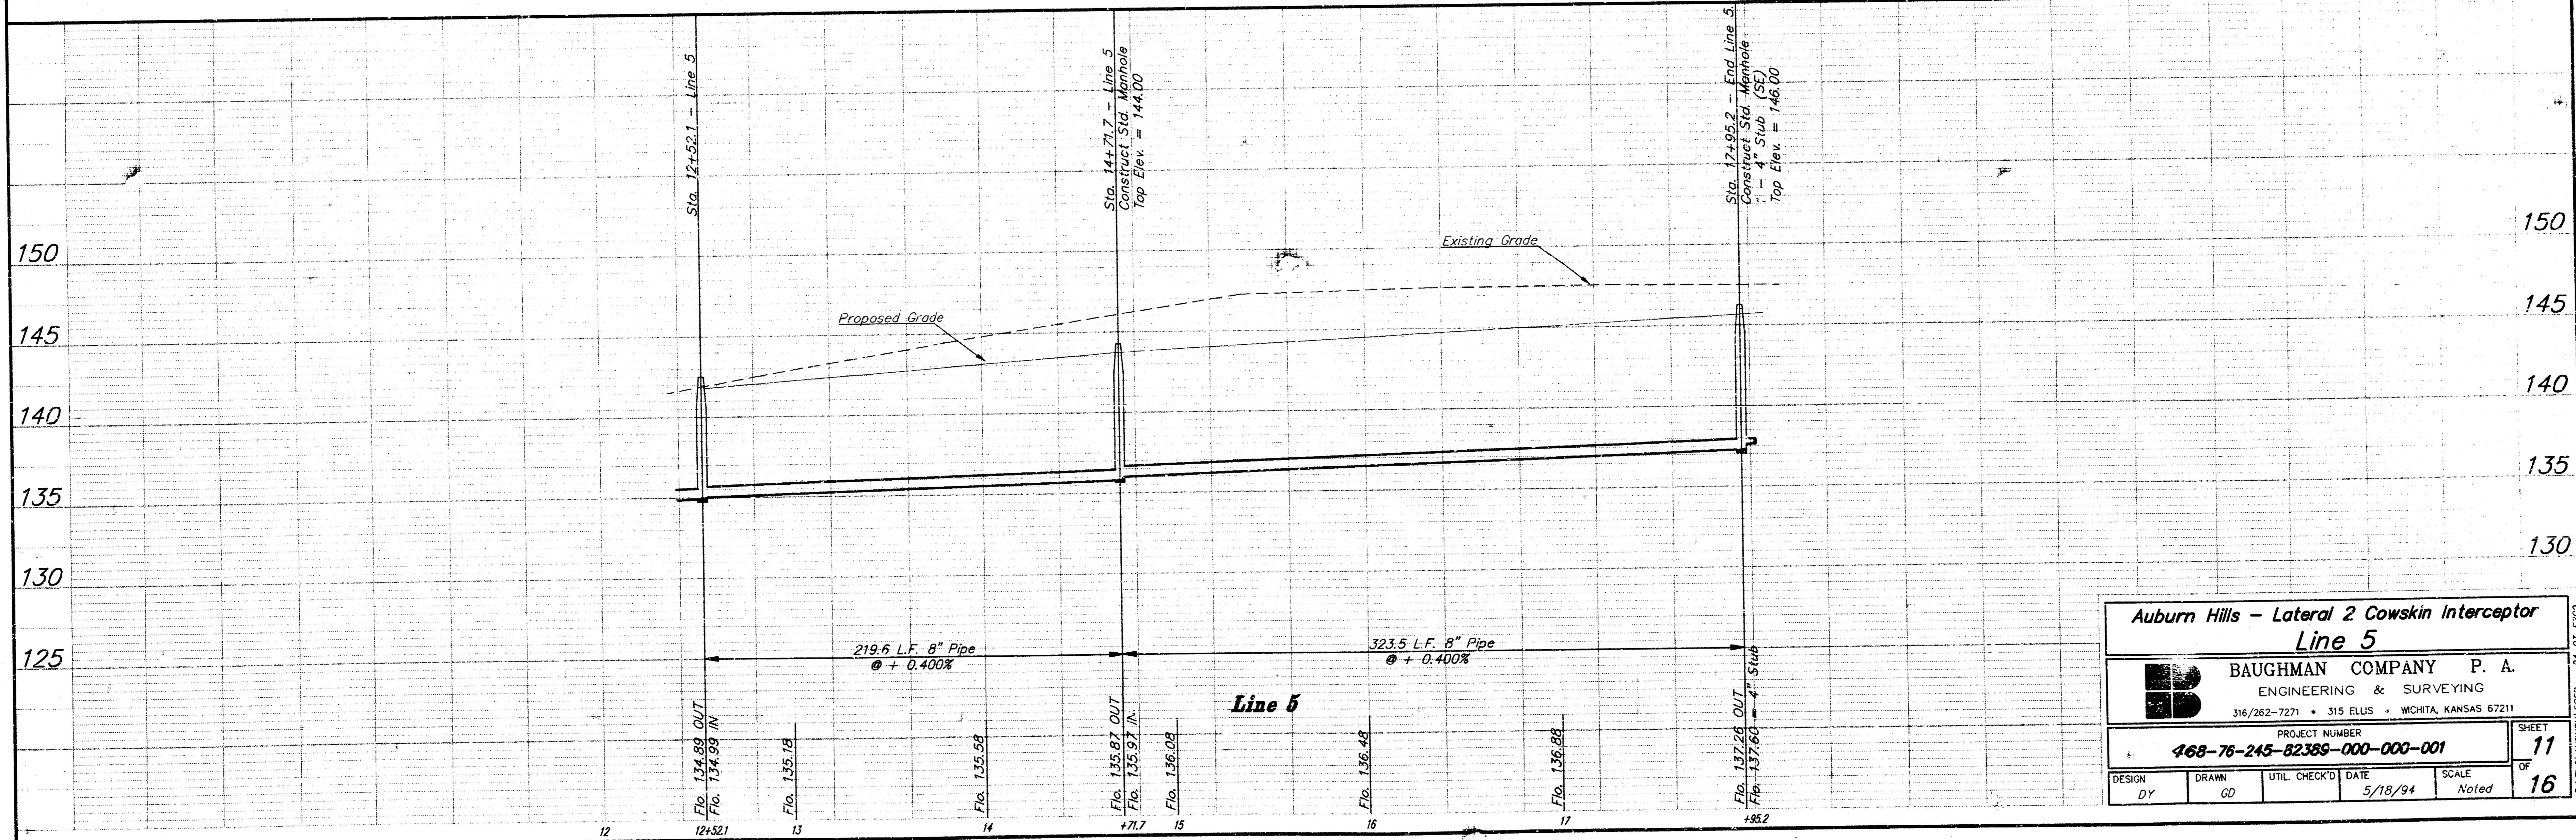 Sta. 12+52.1 - Line 5
Sta. 14+71.7 - Line 5
Construct Std. Manhole
Top Elev. = 144.00
Sta. 17+95.2 - End Line 5
Construct Std. Manhole
1 - 4" Stub (SE)
Top Elev. = 146.00
150
145
140
135
130
125
150
145
140
135
130
Proposed Grade
Existing Grade
219.6 L.F. 8" Pipe
@ + 0.400%
323.5 L.F. 8" Pipe
@ + 0.400%
Line 5
Flo. 134.89 OUT
Flo. 134.99 IN
Flo. 135.18
Flo. 135.58
Flo. 135.87 OUT
Flo. 135.97 IN
Flo. 136.08
Flo. 136.48
Flo. 136.88
Flo. 137.26 OUT
Flo. 137.60 = 4" Stub
12
12+52.1
13
14
+71.7
15
16
17
+95.2
Auburn Hills - Lateral 2 Cowskin Interceptor
Line 5
BAUGHMAN COMPANY P. A.
ENGINEERING & SURVEYING
316/262-7271 • 315 ELLIS • WICHITA, KANSAS 67211
PROJECT NUMBER
468-76-245-82389-000-000-001
SHEET
11
OF
16
DESIGN
DY
DRAWN
GD
UTIL. CHECK'D
DATE
5/18/94
SCALE
Noted